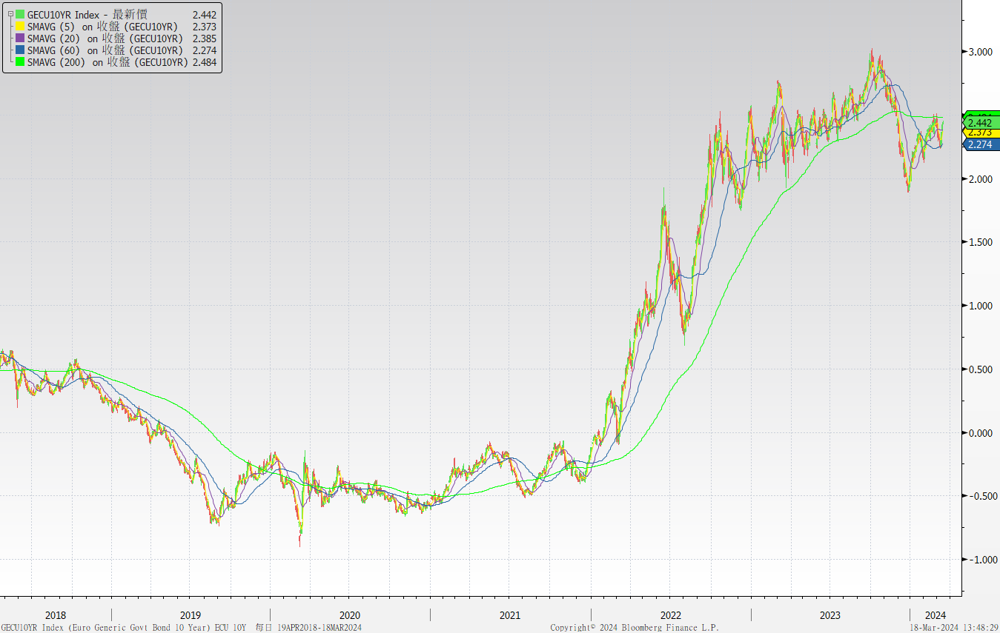 GECU10YR Index - 最新價 2.442
SMAVG (5) on 收盤 (GECU10YR) 2.373
SMAVG (20) on 收盤 (GECU10YR) 2.385
SMAVG (60) on 收盤 (GECU10YR) 2.274
SMAVG (200) on 收盤 (GECU10YR) 2.484
3.000
2.442
2.373
2.274
2.000
1.500
1.000
0.500
0.000
-0.500
-1.000
2018 2019 2020 2021 2022 2023 2024
GECU10YR Index (Euro Generic Govt Bond 10 Year) ECU 10Y 每日 19APR2018-18MAR2024 Copyright© 2024 Bloomberg Finance L.P. 18-Mar-2024 13:48:29